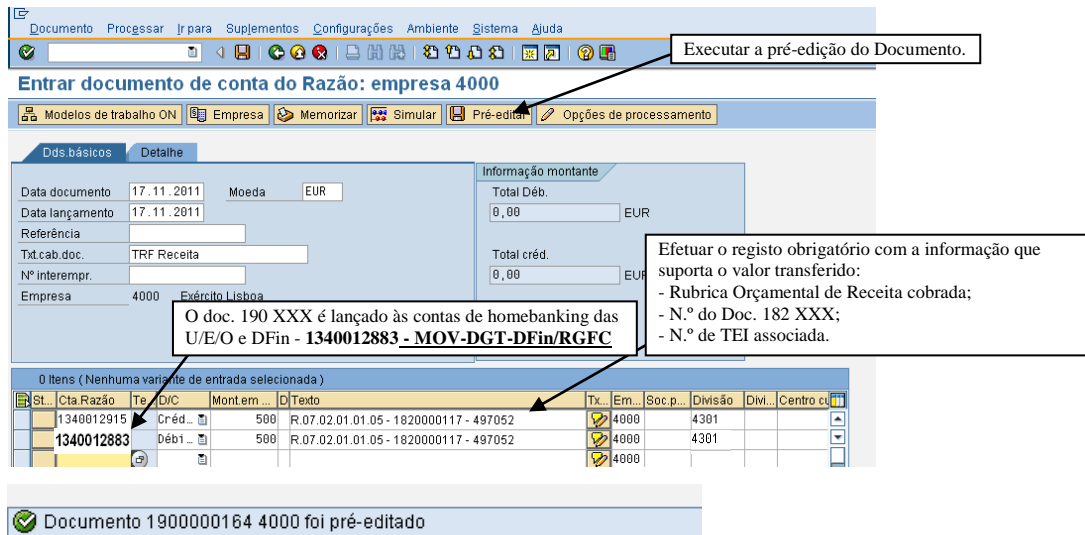 Documento Processar Ir para Suplementos Configurações Ambiente Sistema Ajuda
Executar a pré-edição do Documento.
Entrar documento de conta do Razão: empresa 4000
Modelos de trabalho ON Empresa Memorizar Simular Pré-editar Opções de processamento
Dds.básicos Detalhe
Informação montante
Data documento 17.11.2011 Moeda EUR Total Déb.
Data lançamento 17.11.2011 0,00 EUR
Referência
Txt.cab.doc. TRF Receita Total créd.
Nº interempr. 0,00 EUR
Empresa 4000 Exército Lisboa
Efetuar o registo obrigatório com a informação que
suporta o valor transferido:
- Rubrica Orçamental de Receita cobrada;
- N.º do Doc. 182 XXX;
- N.º de TEI associada.
O doc. 190 XXX é lançado às contas de homebanking das
U/E/O e DFin - 1340012883 - MOV-DGT-DFin/RGFC
0 Itens ( Nenhuma variante de entrada selecionada )
St... Cta.Razão Te... D/C Mont.em ... D Texto Tx... Em... Soc.p... Divisão Divi... Centro cu
1340012915 Créd... 500 R.07.02.01.01.05 - 1820000117 - 497052 4000 4301
1340012883 Débi... 500 R.07.02.01.01.05 - 1820000117 - 497052 4000 4301
4000
Documento 1900000164 4000 foi pré-editado